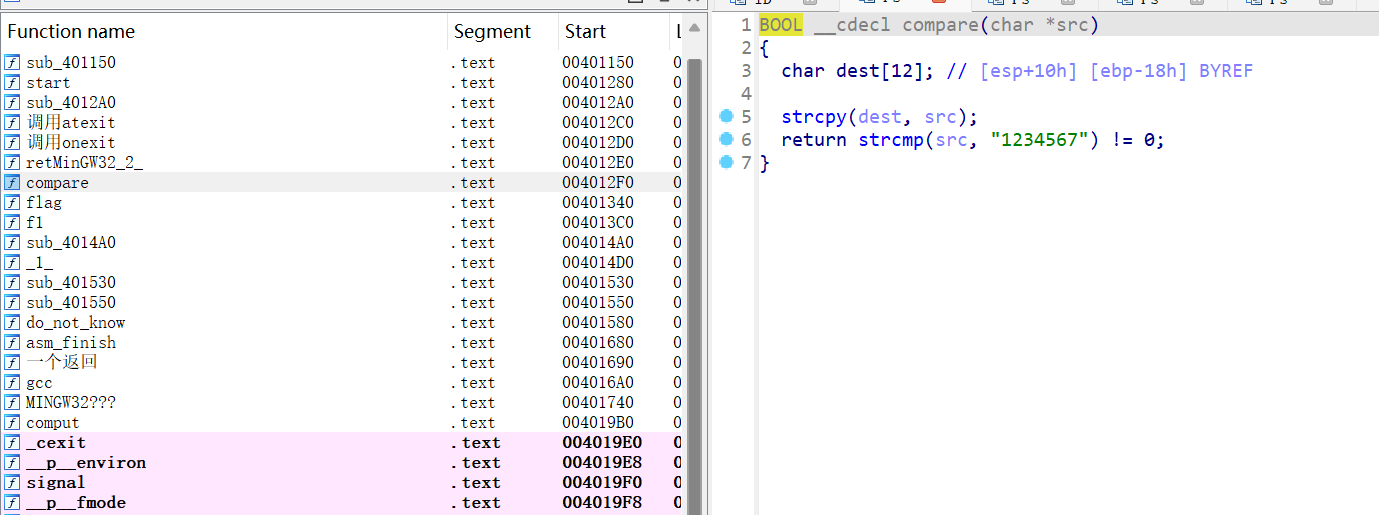 Function name Segment Start
sub_401150 .text 00401150 0
start .text 00401280 0
sub_4012A0 .text 004012A0 0
调用atexit .text 004012C0 0
调用onexit .text 004012D0 0
retMinGW32_2_ .text 004012E0 0
compare .text 004012F0 0
flag .text 00401340 0
f1 .text 004013C0 0
sub_4014A0 .text 004014A0 0
_1_ .text 004014D0 0
sub_401530 .text 00401530 0
sub_401550 .text 00401550 0
do_not_know .text 00401580 0
asm_finish .text 00401680 0
一个返回 .text 00401690 0
gcc .text 004016A0 0
MINGW32??? .text 00401740 0
comput .text 004019B0 0
_cexit .text 004019E0 0
__p__environ .text 004019E8 0
signal .text 004019F0 0
__p__fmode .text 004019F8 0
1 BOOL __cdecl compare(char *src)
2 {
3 char dest[12]; // [esp+10h] [ebp-18h] BYREF
4
5 strcpy(dest, src);
6 return strcmp(src, "1234567") != 0;
7 }